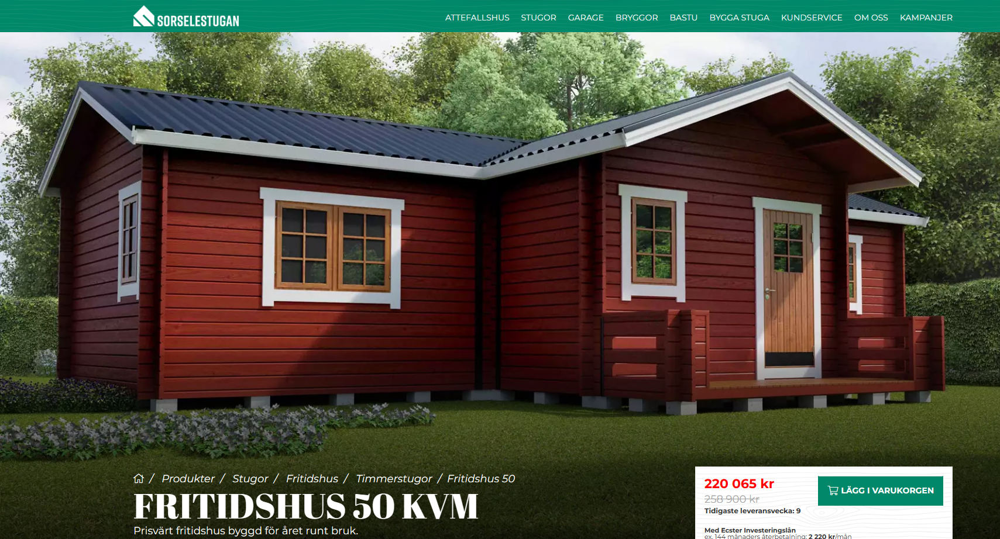 SORSELESTUGAN
ATTEFALLSHUS STUGOR GARAGE BRYGGOR BASTU BYGGA STUGA KUNDSERVICE OM OSS KAMPANJER
/ Produkter / Stugor / Fritidshus / Timmerstugor / Fritidshus 50
FRITIDSHUS 50 KVM
Prisvärt fritidshus byggd för året runt bruk.
220 065 kr
258 900 kr
LÄGG I VARUKORGEN
Tidigaste leveransvecka: 9
Med Ecster Investeringslån
ex. 144 månaders återbetalning: 2 220 kr/mån